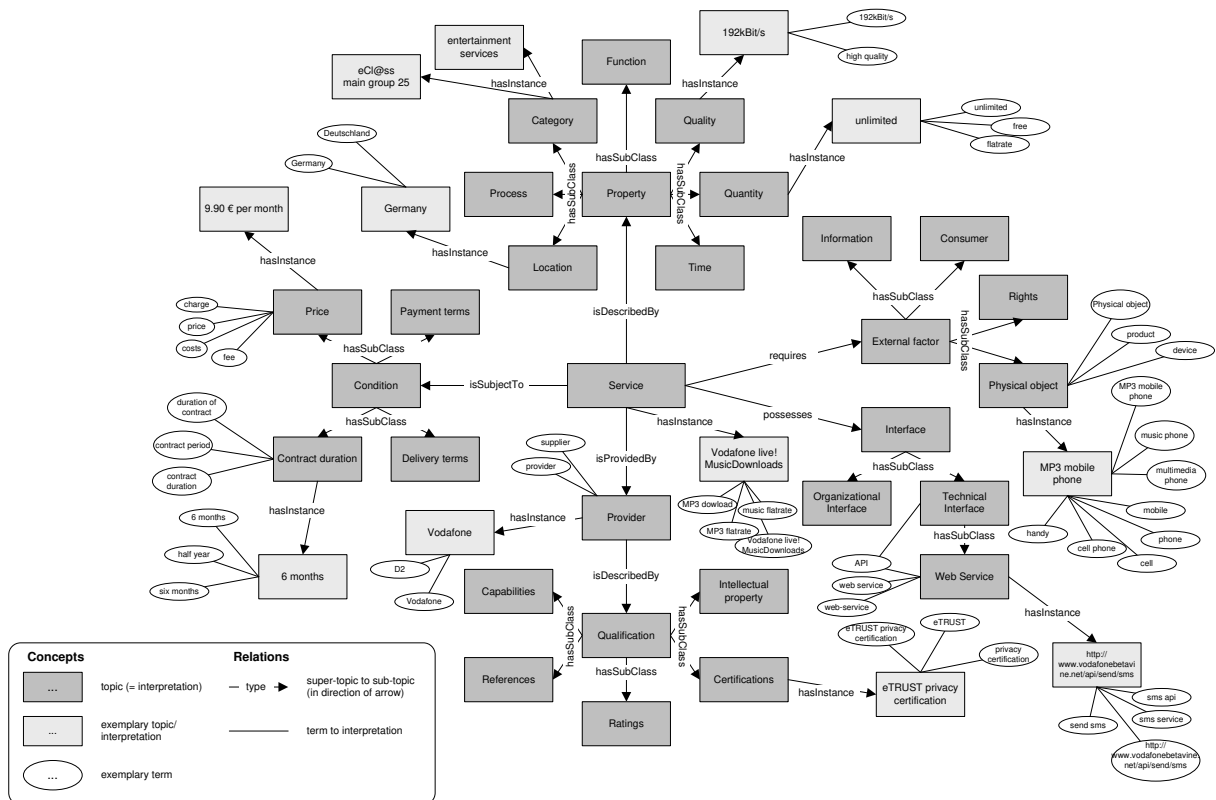 192kBit/s
192kBit/s
high quality
entertainment
services
Function
eCl@ss
main group 25
hasInstance
hasInstance
Category
Quality
unlimited
unlimited
free
flatrate
Deutschland
Germany
hasSubClass
hasInstance
hasSubClass
hasSubClass
Process
Property
Quantity
9.90 € per month
Germany
Information
Consumer
hasInstance
hasInstance
Location
Time
Rights
Physical object
hasSubClass
charge
price
costs
fee
Price
Payment terms
isDescribedBy
External factor
hasSubClass
product
device
hasSubClass
requires
Condition
isSubjectTo
Service
Physical object
MP3 mobile
phone
duration of
contract
hasSubClass
hasInstance
possesses
Interface
hasInstance
music phone
contract period
supplier
Vodafone live!
MusicDownloads
hasSubClass
Contract duration
Delivery terms
isProvidedBy
provider
MP3 mobile
phone
multimedia
phone
contract
duration
MP3 dowload
music flatrate
Organizational
Interface
Technical
Interface
mobile
hasInstance
6 months
Vodafone
hasInstance
Provider
MP3 flatrate
Vodafone live!
MusicDownloads
handy
phone
hasSubClass
cell phone
cell
half year
6 months
D2
isDescribedBy
API
Web Service
six months
Vodafone
Capabilities
Intellectual
property
web service
web-service
hasInstance
hasSubClass
Qualification
hasSubClass
eTRUST privacy
certification
eTRUST
privacy
certification
http://
www.vodafonebetavi
ne.net/api/send/sms
hasSubClass
References
Certifications
hasInstance
eTRUST privacy
certification
sms api
sms service
send sms
Ratings
http://
www.vodafonebetavine.
net/api/send/sms
Concepts
Relations
...
topic (= interpretation)
type
super-topic to sub-topic
(in direction of arrow)
...
exemplary topic/
interpretation
term to interpretation
...
exemplary term